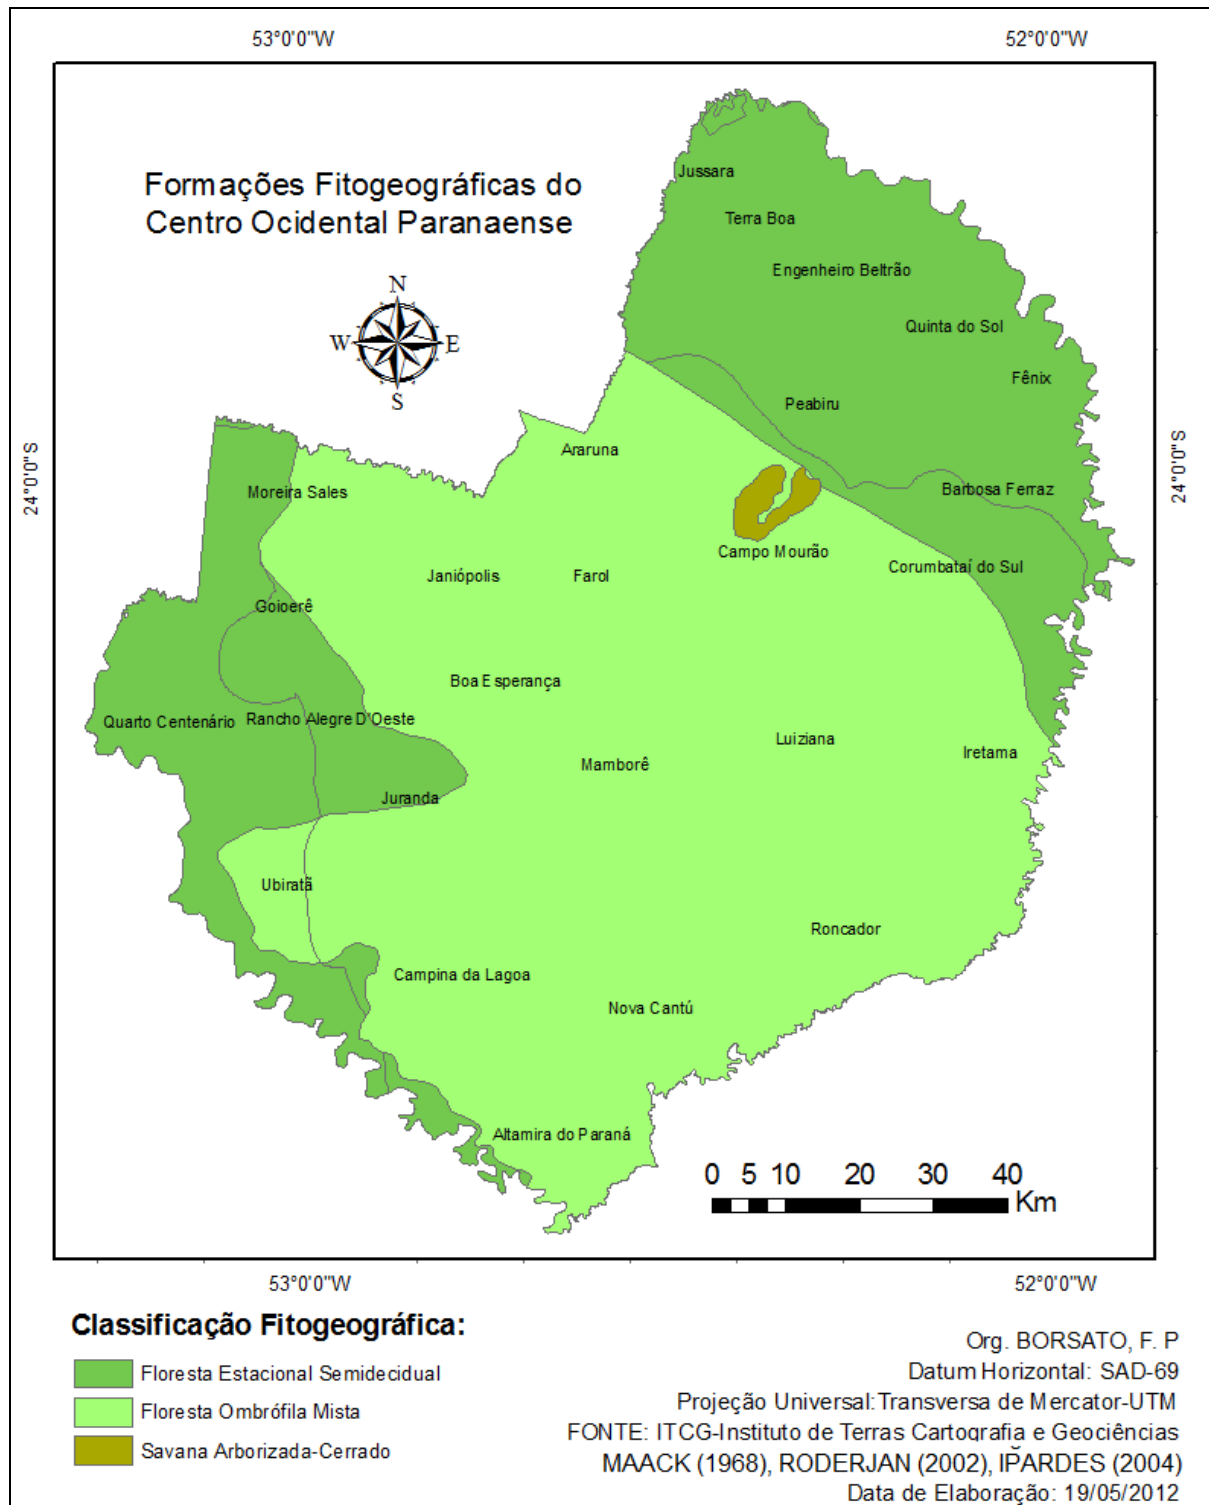 53°0'0"W
52°0'0"W
Formações Fitogeográficas do
Centro Ocidental Paranaense
N
W
E
S
24°0'0"S
24°0'0"S
Jussara
Terra Boa
Engenheiro Beltrão
Quinta do Sol
Fênix
Peabiru
Araruna
Moreira Sales
Barbosa Ferraz
Campo Mourão
Corumbataí do Sul
Janiópolis
Farol
Goioerê
Boa Esperança
Quarto Centenário
Rancho Alegre D'Oeste
Luiziana
Iretama
Mamborê
Juranda
Ubiratã
Roncador
Campina da Lagoa
Nova Cantú
Altamira do Paraná
0 5 10 20 30 40
Km
53°0'0"W
52°0'0"W
Classificação Fitogeográfica:
Floresta Estacional Semidecidual
Floresta Ombrófila Mista
Savana Arborizada-Cerrado
Org. BORSATO, F. P
Datum Horizontal: SAD-69
Projeção Universal:Transversa de Mercator-UTM
FONTE: ITCG-Instituto de Terras Cartografia e Geociências
MAACK (1968), RODERJAN (2002), IPARDES (2004)
Data de Elaboração: 19/05/2012